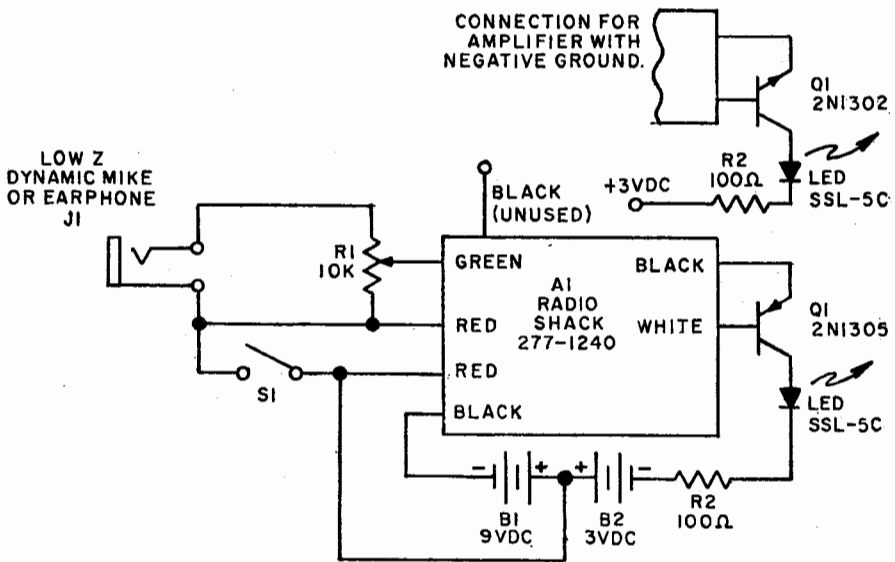 CONNECTION FOR
AMPLIFIER WITH
NEGATIVE GROUND.
Q1
2N1302
LOW Z
DYNAMIC MIKE
OR EARPHONE
J1
R2
100Ω
+3VDC
LED
SSL-5C
BLACK
(UNUSED)
R1
10K
GREEN
BLACK
A1
RADIO
SHACK
277-1240
RED
WHITE
Q1
2N1305
RED
S1
BLACK
LED
SSL-5C
- + + -
B1
9VDC
B2
3VDC
R2
100Ω